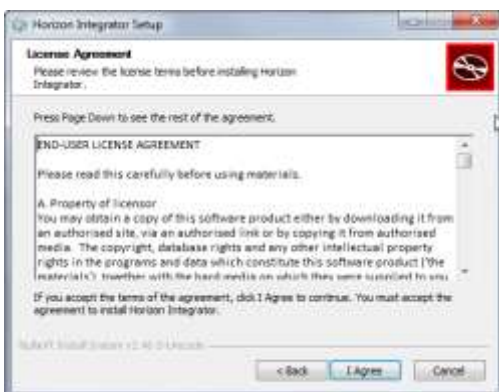 Horizon Integrator Setup
License Agreement
Please review the license terms before installing Horizon
Integrator.
Press Page Down to see the rest of the agreement.
END-USER LICENSE AGREEMENT
Please read this carefully before using materials.
A. Property of licensor
You may obtain a copy of this software product either by downloading it from
an authorised site, via an authorised link or by copying it from authorised
media. The copyright, database rights and any other intellectual property
rights in the programs and data which constitute this software product ('the
materials'), together with the hard media on which they were supplied to you
If you accept the terms of the agreement, click I Agree to continue. You must accept the
agreement to install Horizon Integrator.
Nullsoft Install System
< Back
I Agree
Cancel